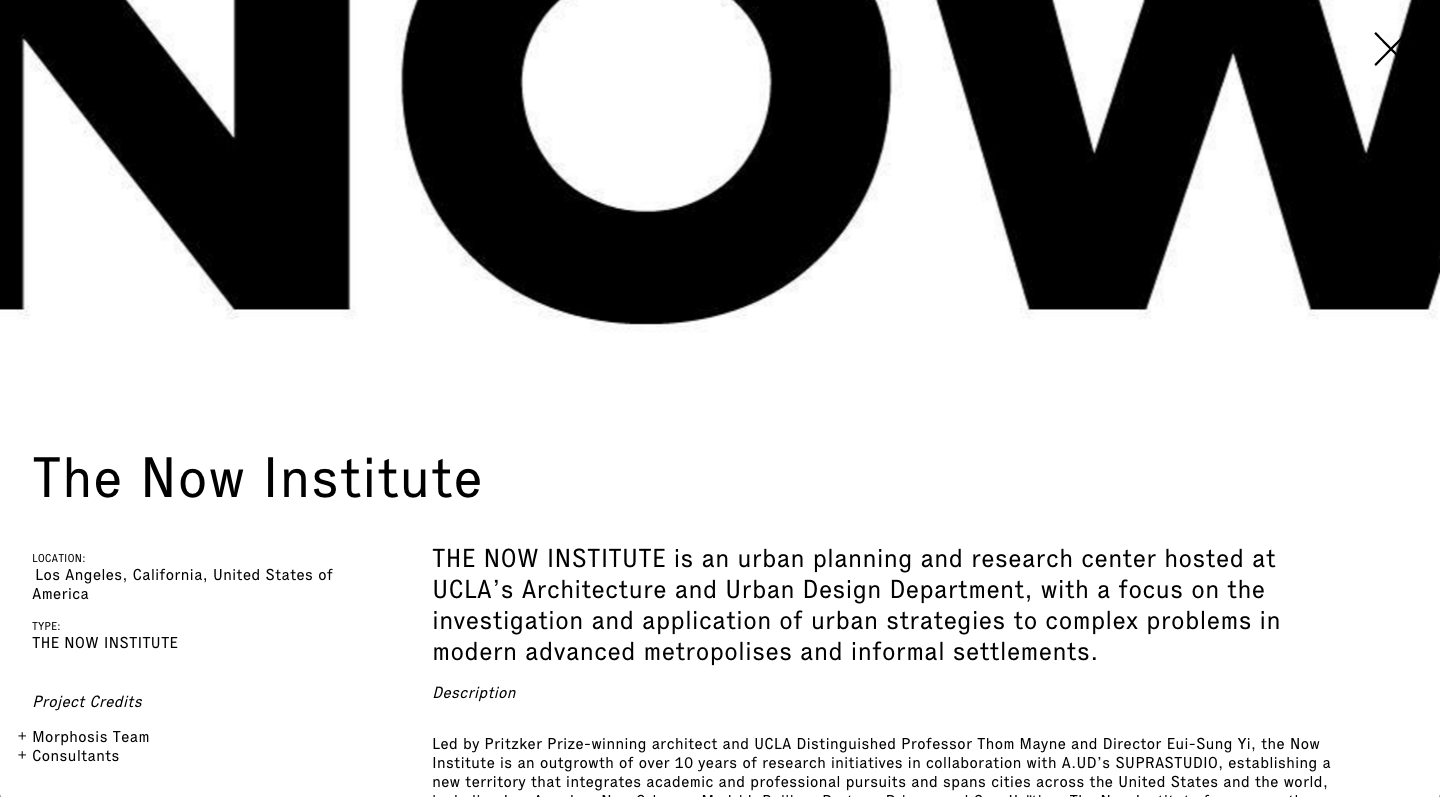 NOW
The Now Institute
LOCATION:
Los Angeles, California, United States of
America
TYPE:
THE NOW INSTITUTE
Project Credits
+ Morphosis Team
+ Consultants
THE NOW INSTITUTE is an urban planning and research center hosted at
UCLA’s Architecture and Urban Design Department, with a focus on the
investigation and application of urban strategies to complex problems in
modern advanced metropolises and informal settlements.
Description
Led by Pritzker Prize-winning architect and UCLA Distinguished Professor Thom Mayne and Director Eui-Sung Yi, the Now
Institute is an outgrowth of over 10 years of research initiatives in collaboration with A.UD’s SUPRASTUDIO, establishing a
new territory that integrates academic and professional pursuits and spans cities across the United States and the world,